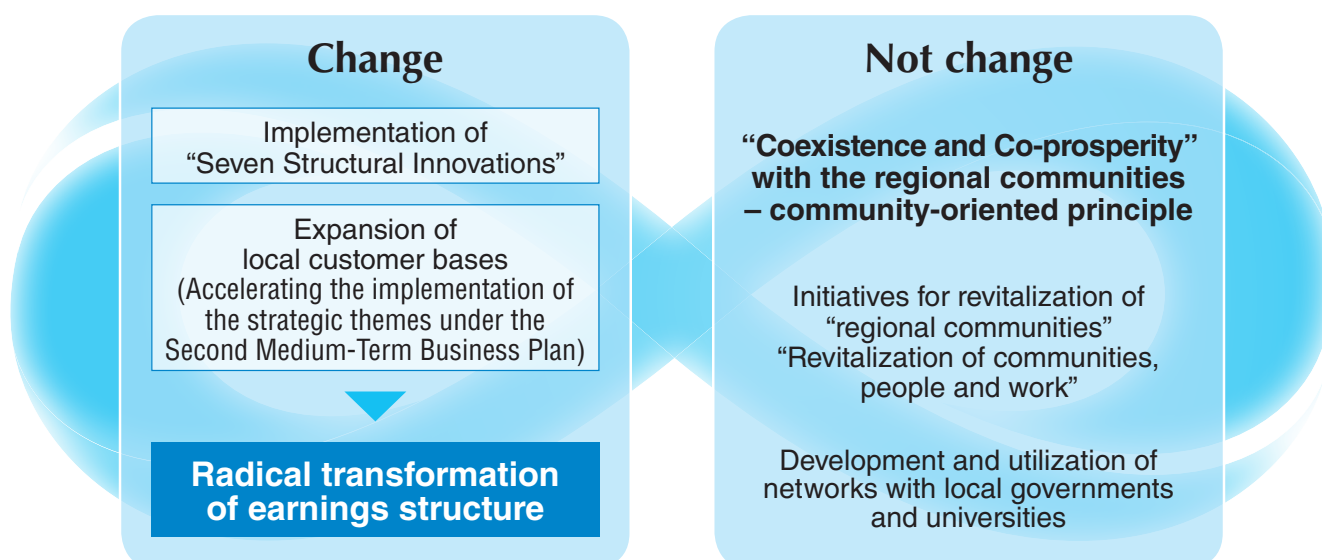 Change
Implementation of
“Seven Structural Innovations”
Expansion of
local customer bases
(Accelerating the implementation of
the strategic themes under the
Second Medium-Term Business Plan)
Radical transformation
of earnings structure
Not change
“Coexistence and Co-prosperity”
with the regional communities
– community-oriented principle
Initiatives for revitalization of
“regional communities”
“Revitalization of communities,
people and work”
Development and utilization of
networks with local governments
and universities